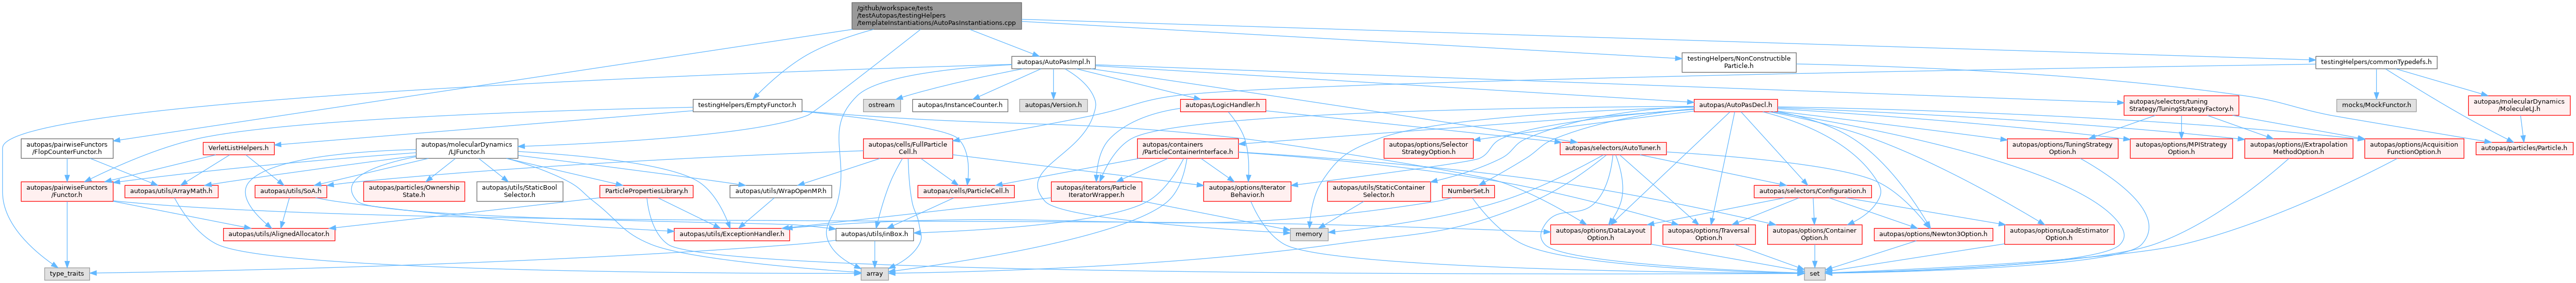 /github/workspace/tests
/testAutopas/testingHelpers
/templateInstantiations/AutoPasInstantiations.cpp
autopas/AutoPasImpl.h
testingHelpers/NonConstructible
Particle.h
testingHelpers/commonTypedefs.h
testingHelpers/EmptyFunctor.h
ostream
autopas/InstanceCounter.h
autopas/Version.h
autopas/LogicHandler.h
autopas/AutoPasDecl.h
autopas/selectors/tuning
Strategy/TuningStrategyFactory.h
mocks/MockFunctor.h
autopas/molecularDynamics
/MoleculeLJ.h
autopas/pairwiseFunctors
/FlopCounterFunctor.h
VerletListHelpers.h
autopas/molecularDynamics
/LJFunctor.h
autopas/cells/FullParticle
Cell.h
autopas/containers
/ParticleContainerInterface.h
autopas/options/Selector
StrategyOption.h
autopas/selectors/AutoTuner.h
autopas/options/TuningStrategy
Option.h
autopas/options/MPIStrategy
Option.h
autopas/options//Extrapolation
MethodOption.h
autopas/options/Acquisition
FunctionOption.h
autopas/particles/Particle.h
autopas/pairwiseFunctors
/Functor.h
autopas/utils/ArrayMath.h
autopas/utils/SoA.h
autopas/particles/Ownership
State.h
autopas/utils/StaticBool
Selector.h
ParticlePropertiesLibrary.h
autopas/utils/WrapOpenMP.h
autopas/cells/ParticleCell.h
autopas/iterators/Particle
IteratorWrapper.h
autopas/options/Iterator
Behavior.h
autopas/utils/StaticContainer
Selector.h
NumberSet.h
autopas/selectors/Configuration.h
autopas/utils/AlignedAllocator.h
autopas/utils/ExceptionHandler.h
autopas/utils/inBox.h
memory
autopas/options/DataLayout
Option.h
autopas/options/Traversal
Option.h
autopas/options/Container
Option.h
autopas/options/Newton3Option.h
autopas/options/LoadEstimator
Option.h
type_traits
array
set